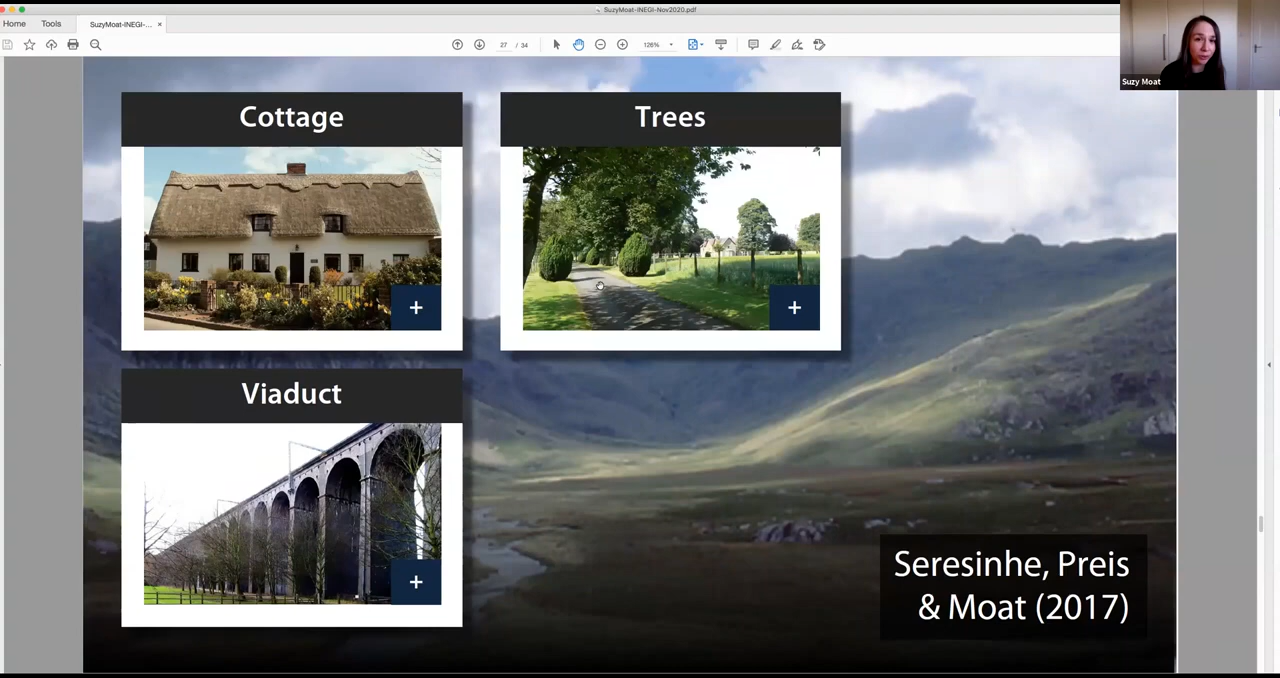 SuzyMoat-INEGI-Nov2020.pdf
Home Tools SuzyMoat-INEGI-... ×
27 / 34 126%
Suzy Moat
Cottage
Trees
+
+
Viaduct
+
Seresinhe, Preis
& Moat (2017)